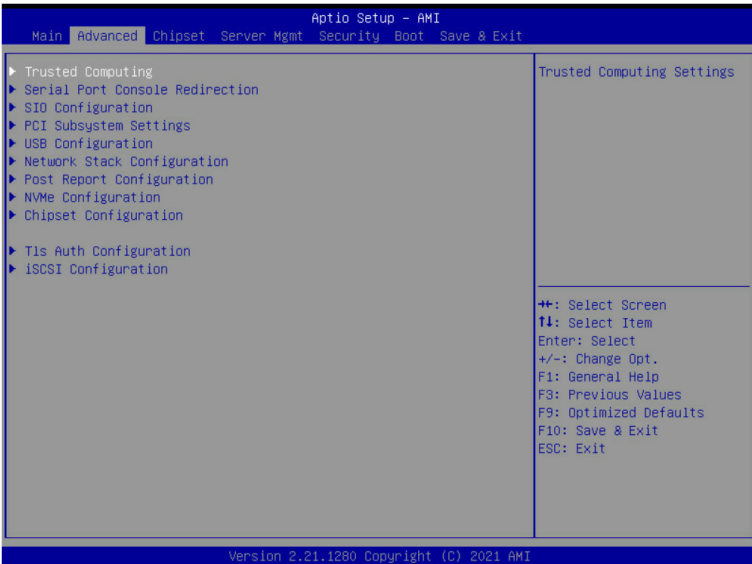 Aptio Setup – AMI
Main Advanced Chipset Server Mgmt Security Boot Save & Exit
Trusted Computing
Serial Port Console Redirection
SIO Configuration
PCI Subsystem Settings
USB Configuration
Network Stack Configuration
Post Report Configuration
NVMe Configuration
Chipset Configuration
Tls Auth Configuration
iSCSI Configuration
Trusted Computing Settings
→←: Select Screen
↑↓: Select Item
Enter: Select
+/-: Change Opt.
F1: General Help
F3: Previous Values
F9: Optimized Defaults
F10: Save & Exit
ESC: Exit
Version 2.21.1280 Copyright (C) 2021 AMI